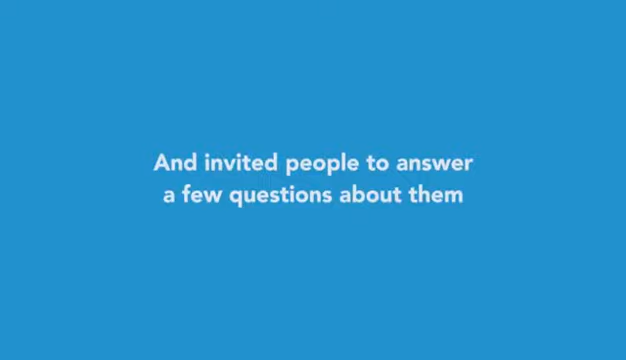 And invited people to answer
a few questions about them